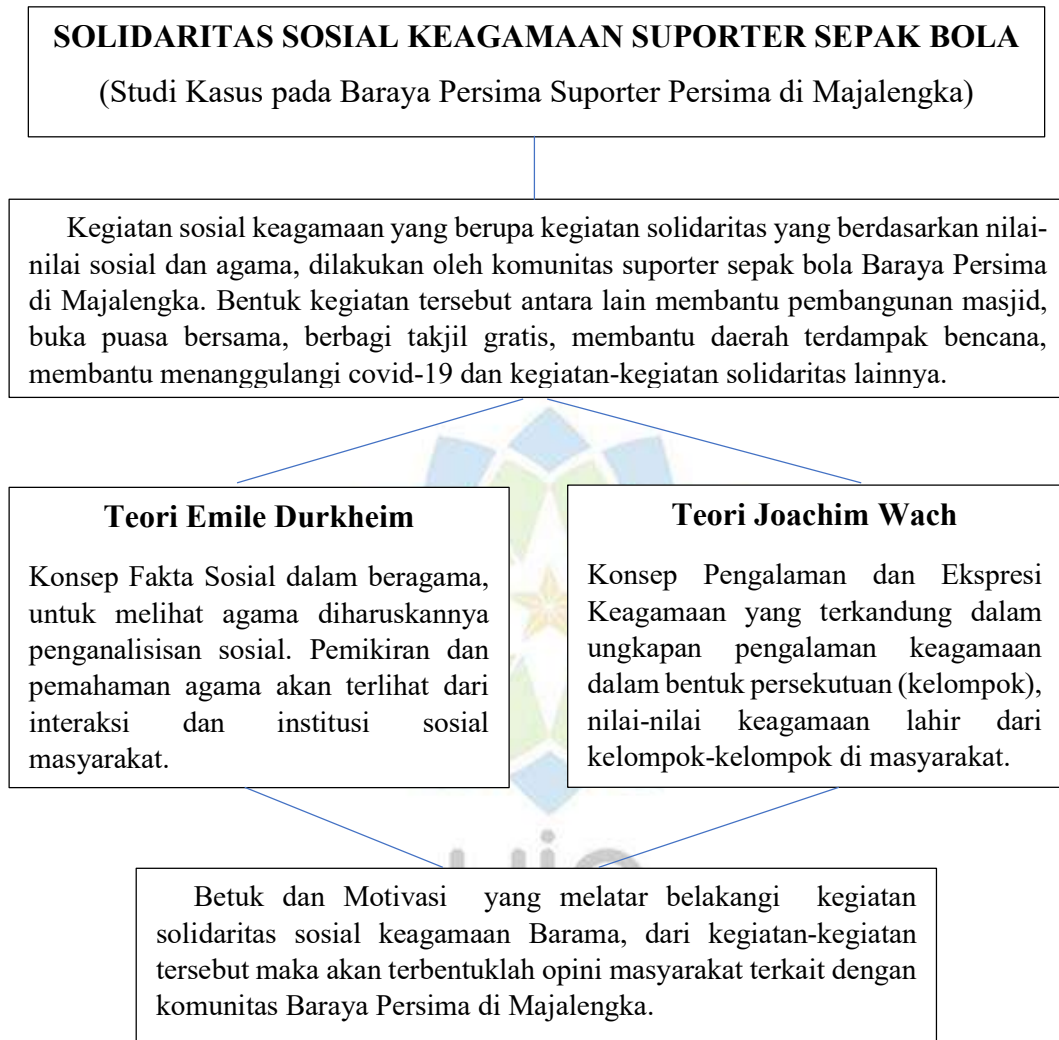 SOLIDARITAS SOSIAL KEAGAMAAN SUPORTER SEPAK BOLA
(Studi Kasus pada Baraya Persima Suporter Persima di Majalengka)
Kegiatan sosial keagamaan yang berupa kegiatan solidaritas yang berdasarkan nilai-
nilai sosial dan agama, dilakukan oleh komunitas suporter sepak bola Baraya Persima
di Majalengka. Bentuk kegiatan tersebut antara lain membantu pembangunan masjid,
buka puasa bersama, berbagi takjil gratis, membantu daerah terdampak bencana,
membantu menanggulangi covid-19 dan kegiatan-kegiatan solidaritas lainnya.
Teori Emile Durkheim
Konsep Fakta Sosial dalam beragama,
untuk melihat agama diharuskannya
penganalisisan sosial. Pemikiran dan
pemahaman agama akan terlihat dari
interaksi dan institusi sosial
masyarakat.
Teori Joachim Wach
Konsep Pengalaman dan Ekspresi
Keagamaan yang terkandung dalam
ungkapan pengalaman keagamaan
dalam bentuk persekutuan (kelompok),
nilai-nilai keagamaan lahir dari
kelompok-kelompok di masyarakat.
Betuk dan Motivasi yang melatar belakangi kegiatan
solidaritas sosial keagamaan Barama, dari kegiatan-kegiatan
tersebut maka akan terbentuklah opini masyarakat terkait dengan
komunitas Baraya Persima di Majalengka.